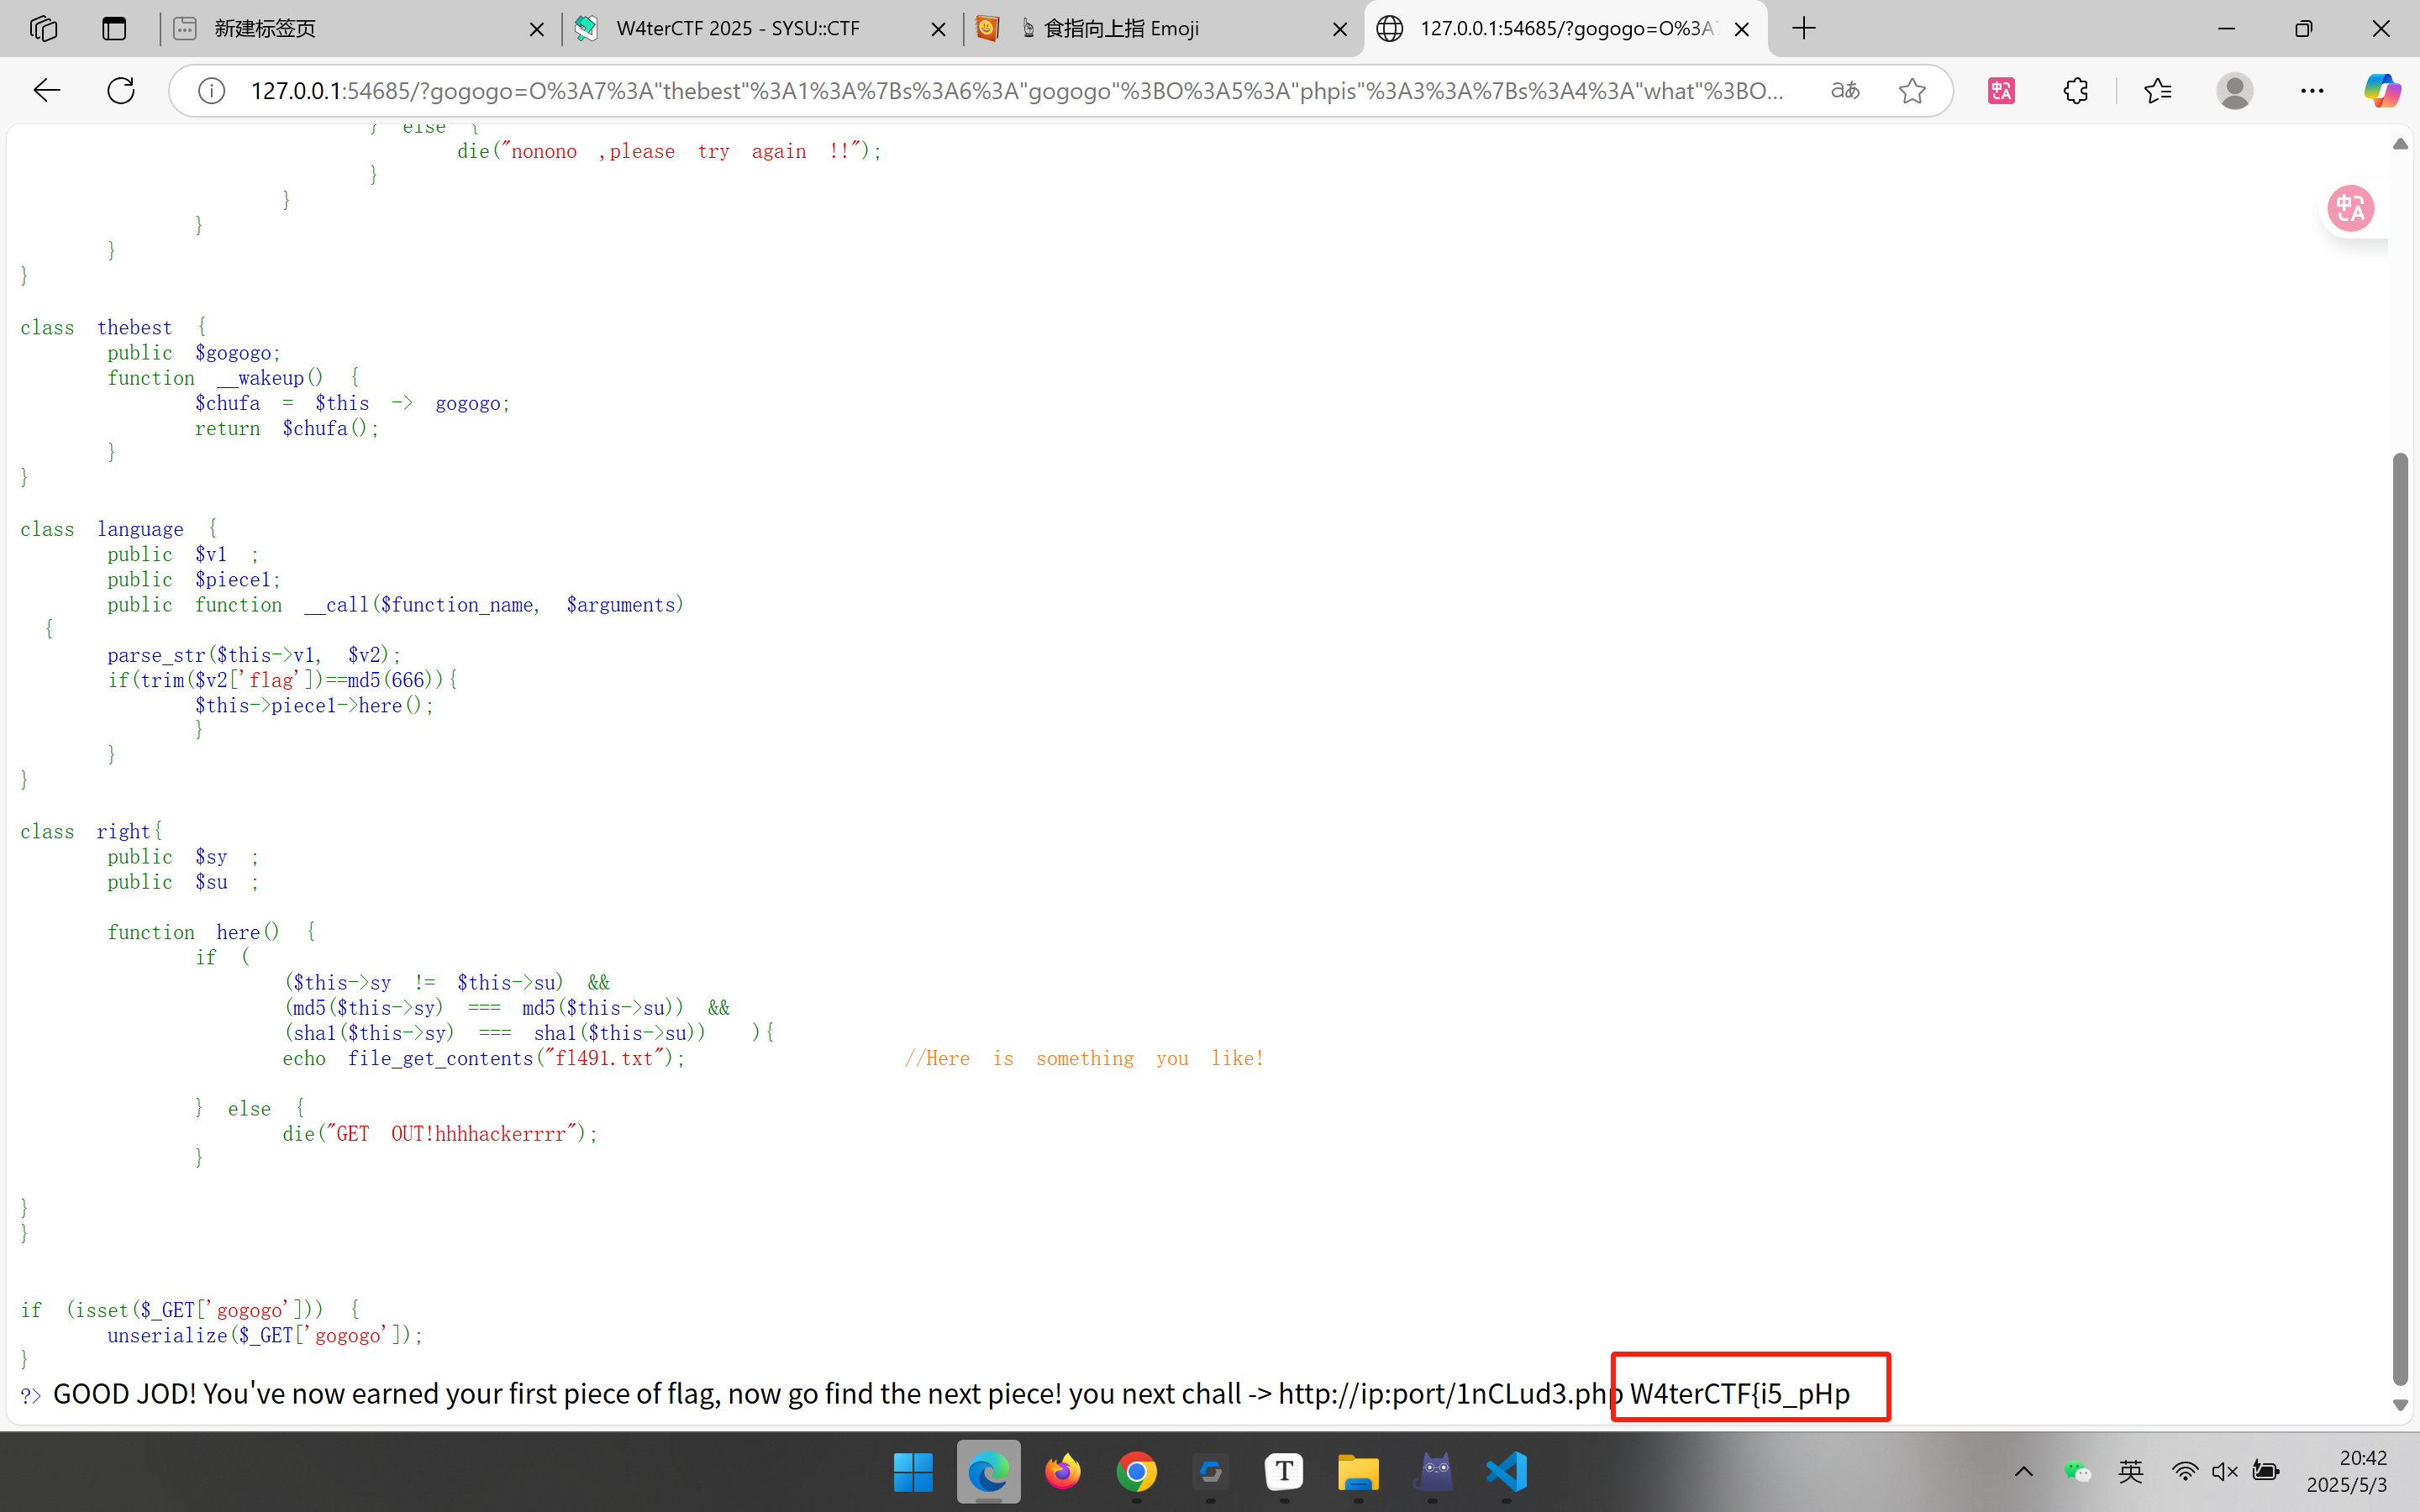 新建标签页
W4terCTF 2025 - SYSU::CTF
食指向上指 Emoji
127.0.0.1:54685/?gogogo=O%3A7
127.0.0.1:54685/?gogogo=O%3A7%3A"thebest"%3A1%3A%7Bs%3A6%3A"gogogo"%3BO%3A5%3A"phpis"%3A3%3A%7Bs%3A4%3A"what"%3BO...
} else {
die("nonono ,please try again !!");
}
}
}
}
}
class thebest {
public $gogogo;
function __wakeup() {
$chufa = $this -> gogogo;
return $chufa();
}
}
class language {
public $v1 ;
public $piece1;
public function __call($function_name, $arguments)
{
parse_str($this->v1, $v2);
if(trim($v2['flag'])==md5(666)){
$this->piece1->here();
}
}
}
class right{
public $sy ;
public $su ;
function here() {
if (
($this->sy != $this->su) &&
(md5($this->sy) === md5($this->su)) &&
(sha1($this->sy) === sha1($this->su)) ){
echo file_get_contents("fl491.txt"); //Here is something you like!
} else {
die("GET OUT!hhhhackerrrr");
}
}
}
if (isset($_GET['gogogo'])) {
unserialize($_GET['gogogo']);
}
?> GOOD JOD! You've now earned your first piece of flag, now go find the next piece! you next chall -> http://ip:port/1nCLud3.php W4terCTF{i5_pHp
英
20:42
2025/5/3